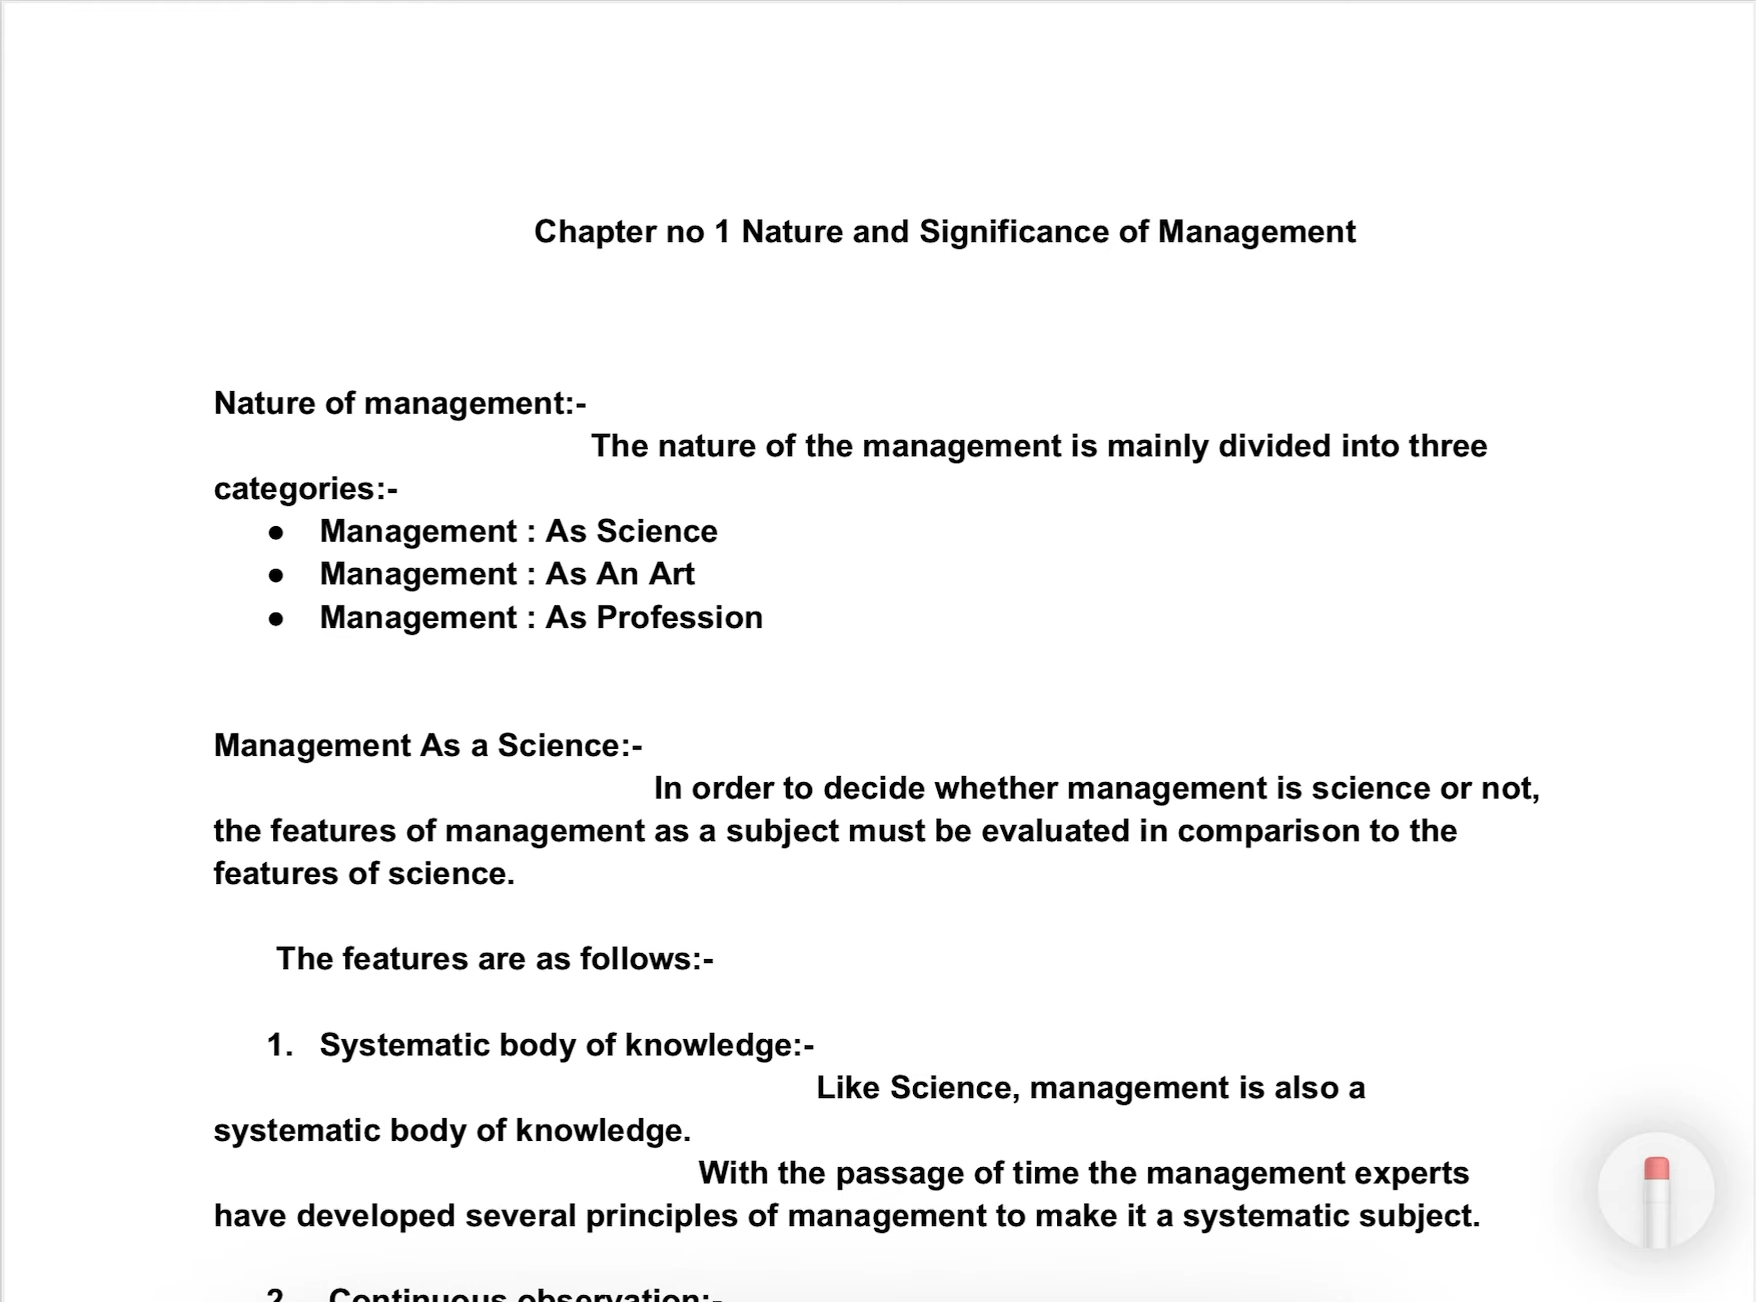 Chapter no 1 Nature and Significance of Management
Nature of management:-
The nature of the management is mainly divided into three
categories:-
● Management : As Science
● Management : As An Art
● Management : As Profession
Management As a Science:-
In order to decide whether management is science or not,
the features of management as a subject must be evaluated in comparison to the
features of science.
The features are as follows:-
1. Systematic body of knowledge:-
Like Science, management is also a
systematic body of knowledge.
With the passage of time the management experts
have developed several principles of management to make it a systematic subject.
2. Continuous observation:-